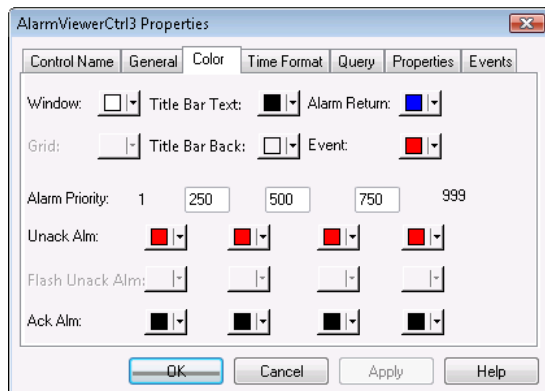 AlarmViewerCtrl3 Properties
Control Name General Color Time Format Query Properties Events
Window: Title Bar Text: Alarm Return:
Grid: Title Bar Back: Event:
Alarm Priority: 1 250 500 750 999
Unack Alm:
Flash Unack Alm:
Ack Alm:
OK Cancel Apply Help